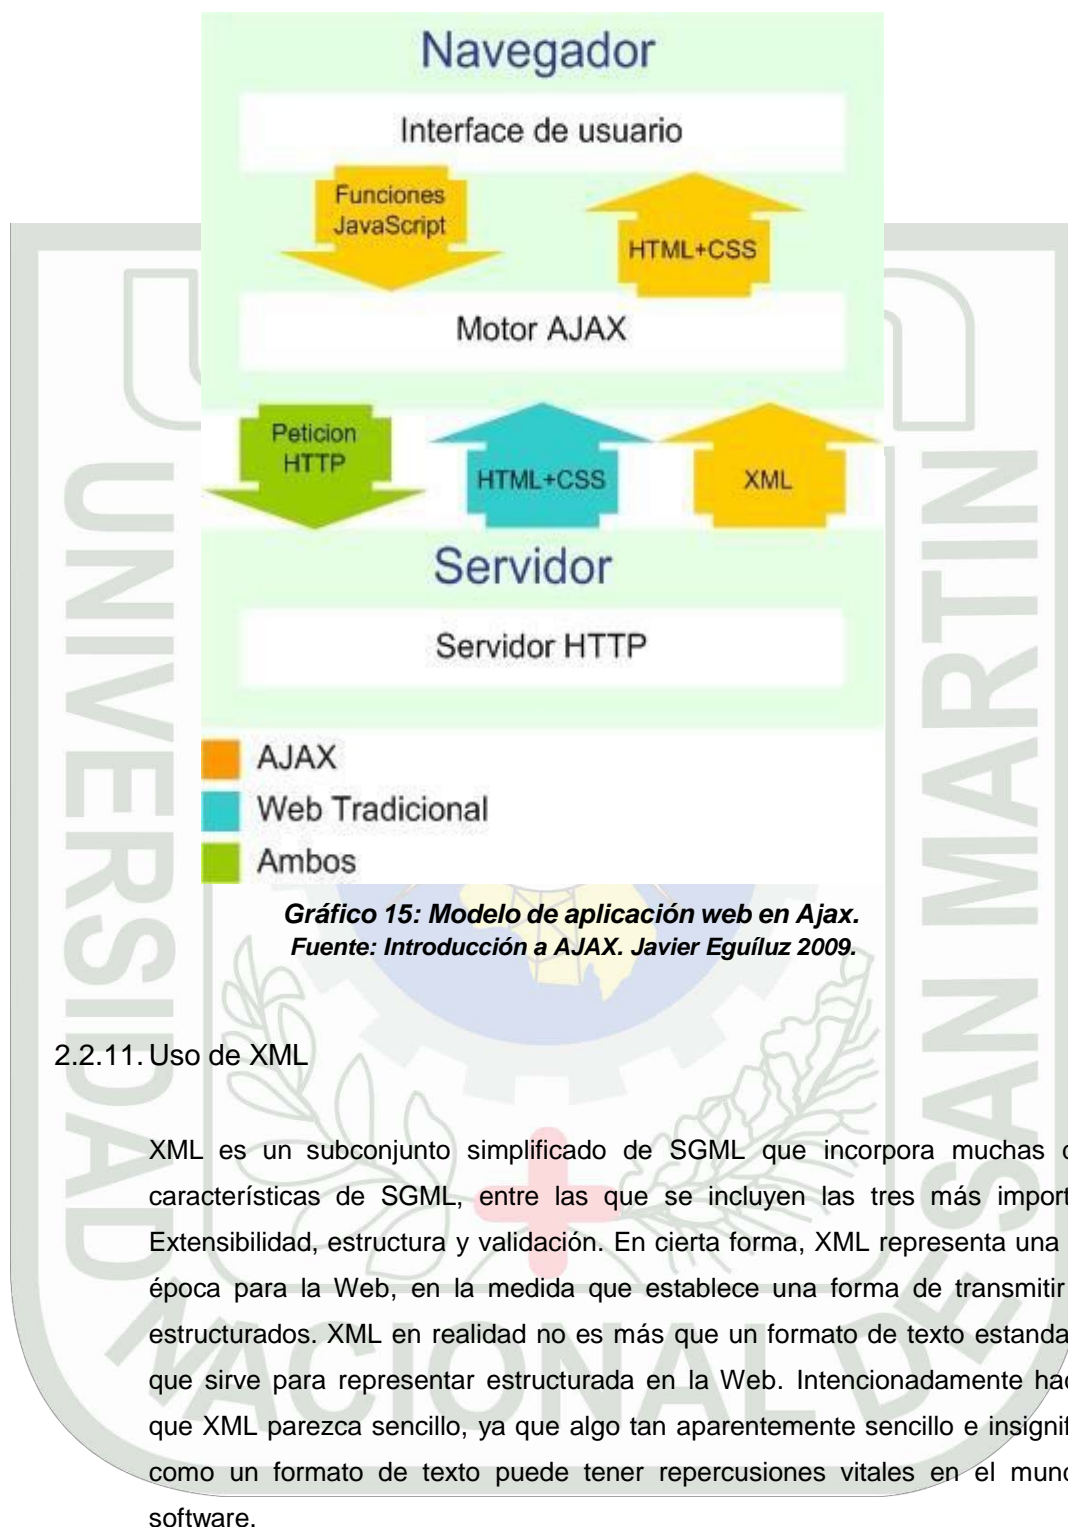 Navegador
Interface de usuario
Funciones
JavaScript
HTML+CSS
Motor AJAX
Peticion
HTTP
HTML+CSS
XML
Servidor
Servidor HTTP
AJAX
Web Tradicional
Ambos
Gráfico 15: Modelo de aplicación web en Ajax.
Fuente: Introducción a AJAX. Javier Eguíluz 2009.
2.2.11. Uso de XML
XML es un subconjunto simplificado de SGML que incorpora muchas
características de SGML, entre las que se incluyen las tres más
Extensibilidad, estructura y validación. En cierta forma, XML representa una
época para la Web, en la medida que establece una forma de transmitir
estructurados. XML en realidad no es más que un formato de texto
que sirve para representar estructurada en la Web. Intencionadamente
que XML parezca sencillo, ya que algo tan aparentemente sencillo e
como un formato de texto puede tener repercusiones vitales en el
software.
UNIVERSIDAD NACIONAL DE SAN MARTIN